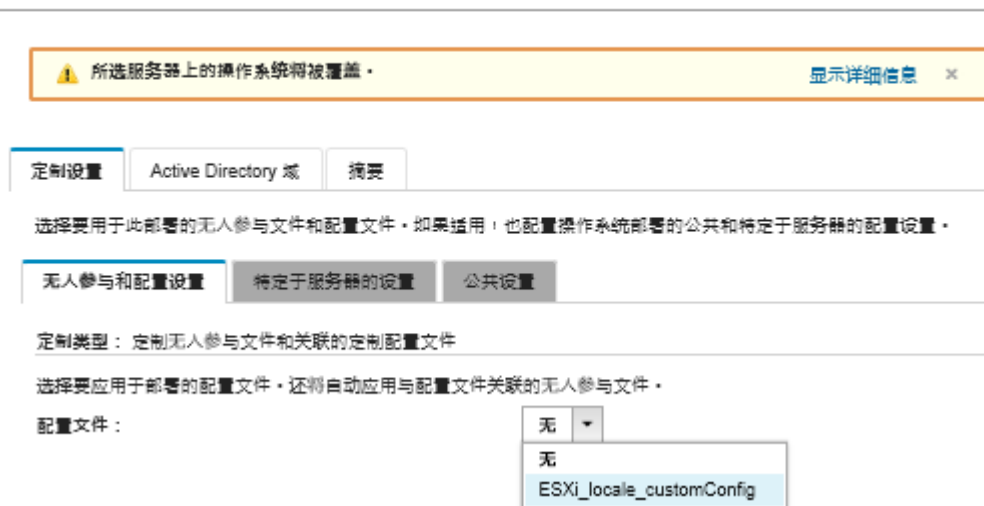 所选服务器上的操作系统将被覆盖。 显示详细信息 ×
定制设置 Active Directory 域 摘要
选择要用于此部署的无人参与文件和配置文件。如果适用，也配置操作系统部署的公共和特定于服务器的配置设置。
无人参与和配置设置 特定于服务器的设置 公共设置
定制类型： 定制无人参与文件和关联的定制配置文件
选择要应用于部署的配置文件。还将自动应用与配置文件关联的无人参与文件。
配置文件： 无
无
ESXi_locale_customConfig